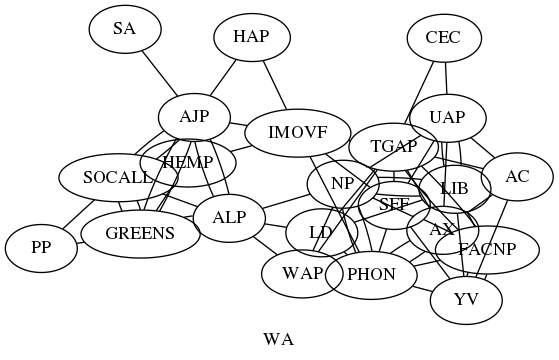 SA
HAP
CEC
AJP
UAP
IMOVF
TGAP
HEMP
SOCALL
NP
LIB
AC
SFF
ALP
GREENS
LD
AX
PP
FACNP
WAP
PHON
YV
WA